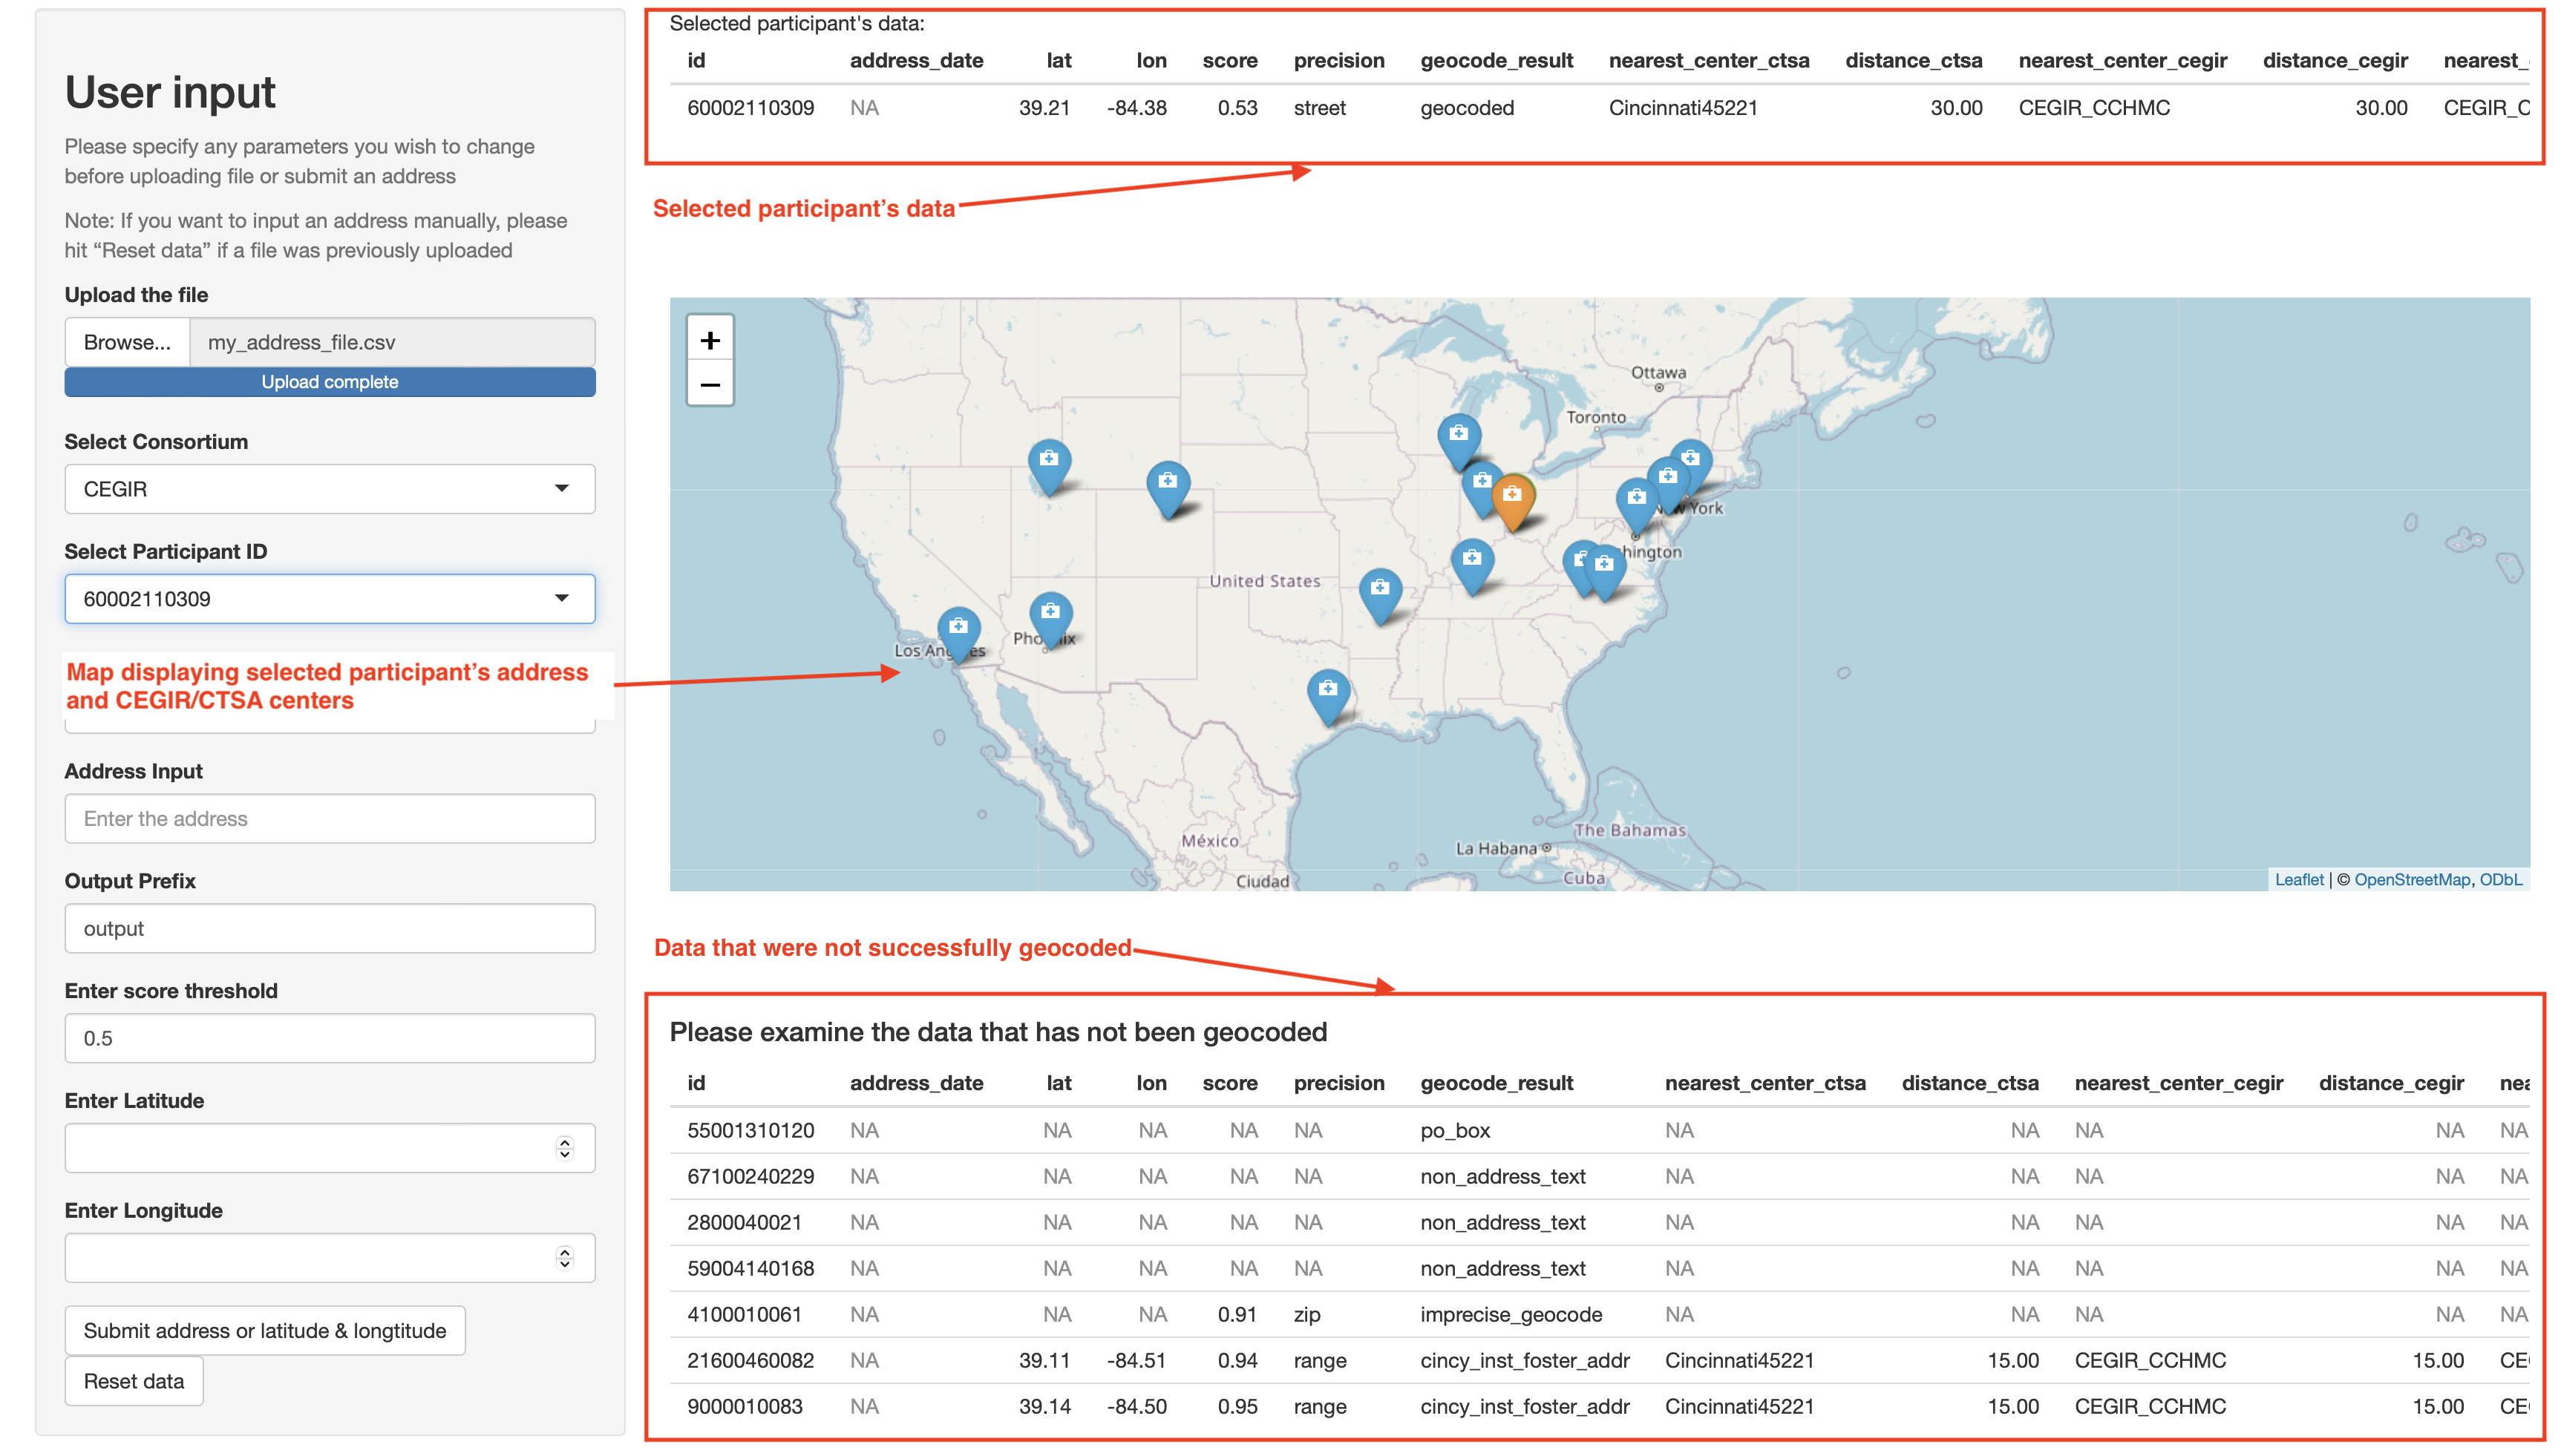 User input
Please specify any parameters you wish to change
before uploading file or submit an address
Note: If you want to input an address manually, please
hit “Reset data” if a file was previously uploaded
Upload the file
Browse... my_address_file.csv
Upload complete
Select Consortium
CEGIR
Select Participant ID
60002110309
Map displaying selected participant’s address
and CEGIR/CTSA centers
Address Input
Enter the address
Output Prefix
output
Enter score threshold
0.5
Enter Latitude
Enter Longitude
Submit address or latitude & longtitude
Reset data
Selected participant's data:
id address_date lat lon score precision geocode_result nearest_center_ctsa distance_ctsa nearest_center_cegir distance_cegir nearest_
60002110309 NA 39.21 -84.38 0.53 street geocoded Cincinnati45221 30.00 CEGIR_CCHMC 30.00 CEGIR_C
Selected participant’s data
+
−
Ottawa
Toronto
York
hington
United States
Pho ix
Los Ang es
México
Ciudad
The Bahamas
La Habana
Cuba
Leaflet | © OpenStreetMap, ODbL
Data that were not successfully geocoded
Please examine the data that has not been geocoded
id address_date lat lon score precision geocode_result nearest_center_ctsa distance_ctsa nearest_center_cegir distance_cegir nea
55001310120 NA NA NA NA NA po_box NA NA NA NA NA
67100240229 NA NA NA NA NA non_address_text NA NA NA NA NA
2800040021 NA NA NA NA NA non_address_text NA NA NA NA NA
59004140168 NA NA NA NA NA non_address_text NA NA NA NA NA
4100010061 NA NA NA 0.91 zip imprecise_geocode NA NA NA NA NA
21600460082 NA 39.11 -84.51 0.94 range cincy_inst_foster_addr Cincinnati45221 15.00 CEGIR_CCHMC 15.00 CE
9000010083 NA 39.14 -84.50 0.95 range cincy_inst_foster_addr Cincinnati45221 15.00 CEGIR_CCHMC 15.00 CE